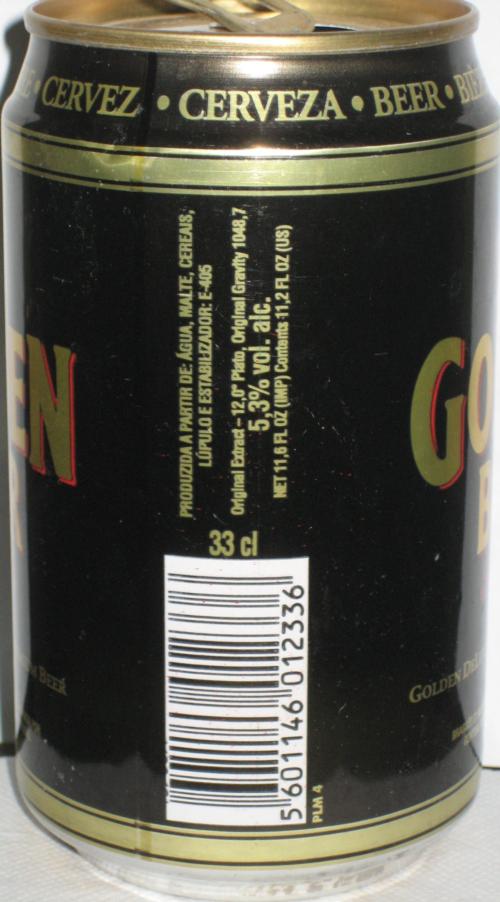 • CERVEZ • CERVEZA • BEER •
PRODUZIDA A PARTIR DE: ÁGUA, MALTE, CEREAIS,
LÚPULO E ESTABILIZADOR: E-405
Original Extract - 12,0° Plato, Original Gravity 1048,7
5,3% vol. alc.
NET 11,6 FL OZ (IMP) Contents 11,2 FL OZ (US)
33 cl
5 601146 012336
PLM 4
EN
GO
BEER
GOLDEN